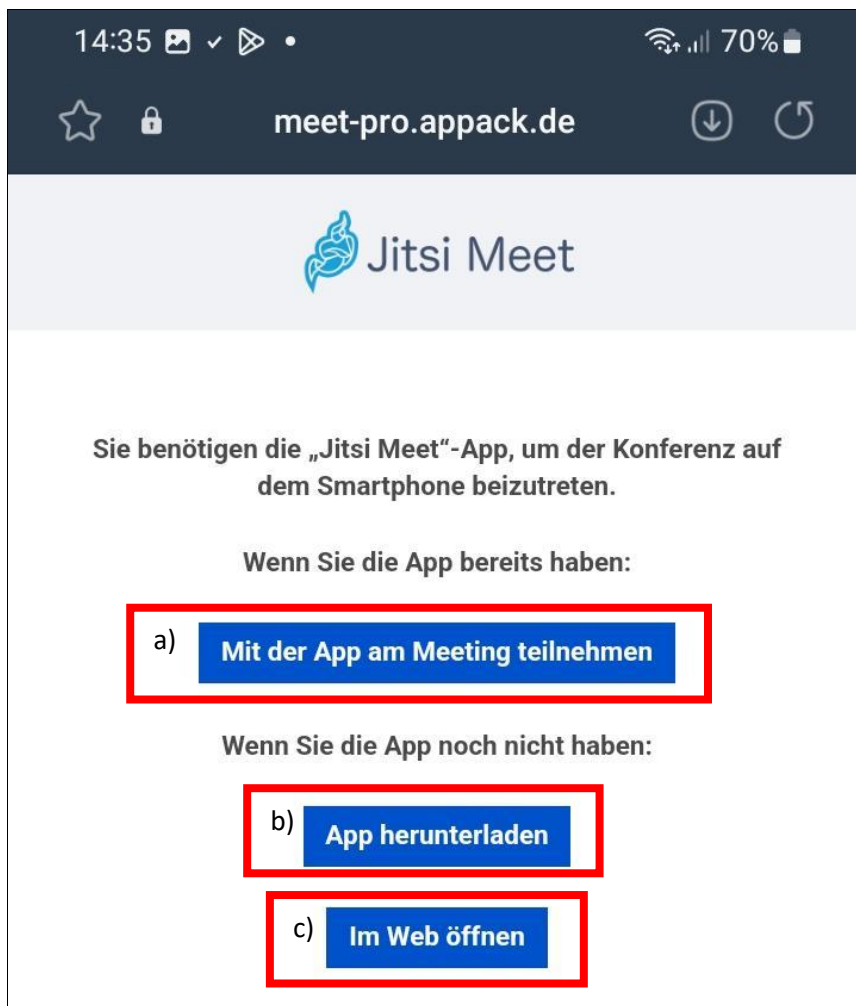 14:35 70%
meet-pro.appack.de
Jitsi Meet
Sie benötigen die „Jitsi Meet“-App, um der Konferenz auf
dem Smartphone beizutreten.
Wenn Sie die App bereits haben:
a) Mit der App am Meeting teilnehmen
Wenn Sie die App noch nicht haben:
b) App herunterladen
c) Im Web öffnen